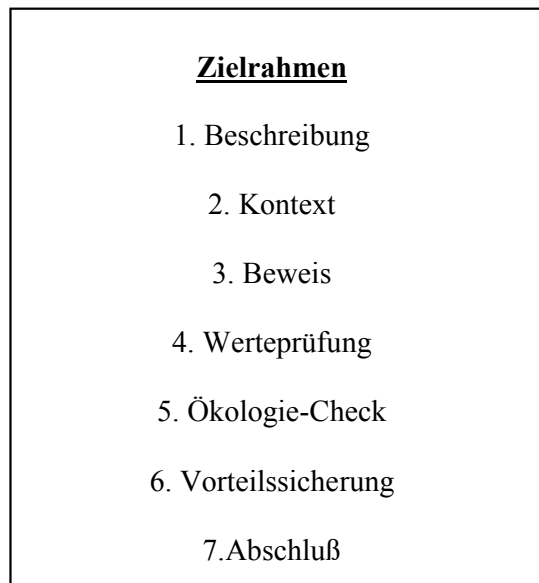 Zielrahmen
1. Beschreibung
2. Kontext
3. Beweis
4. Werteprüfung
5. Ökologie-Check
6. Vorteilssicherung
7.Abschluß